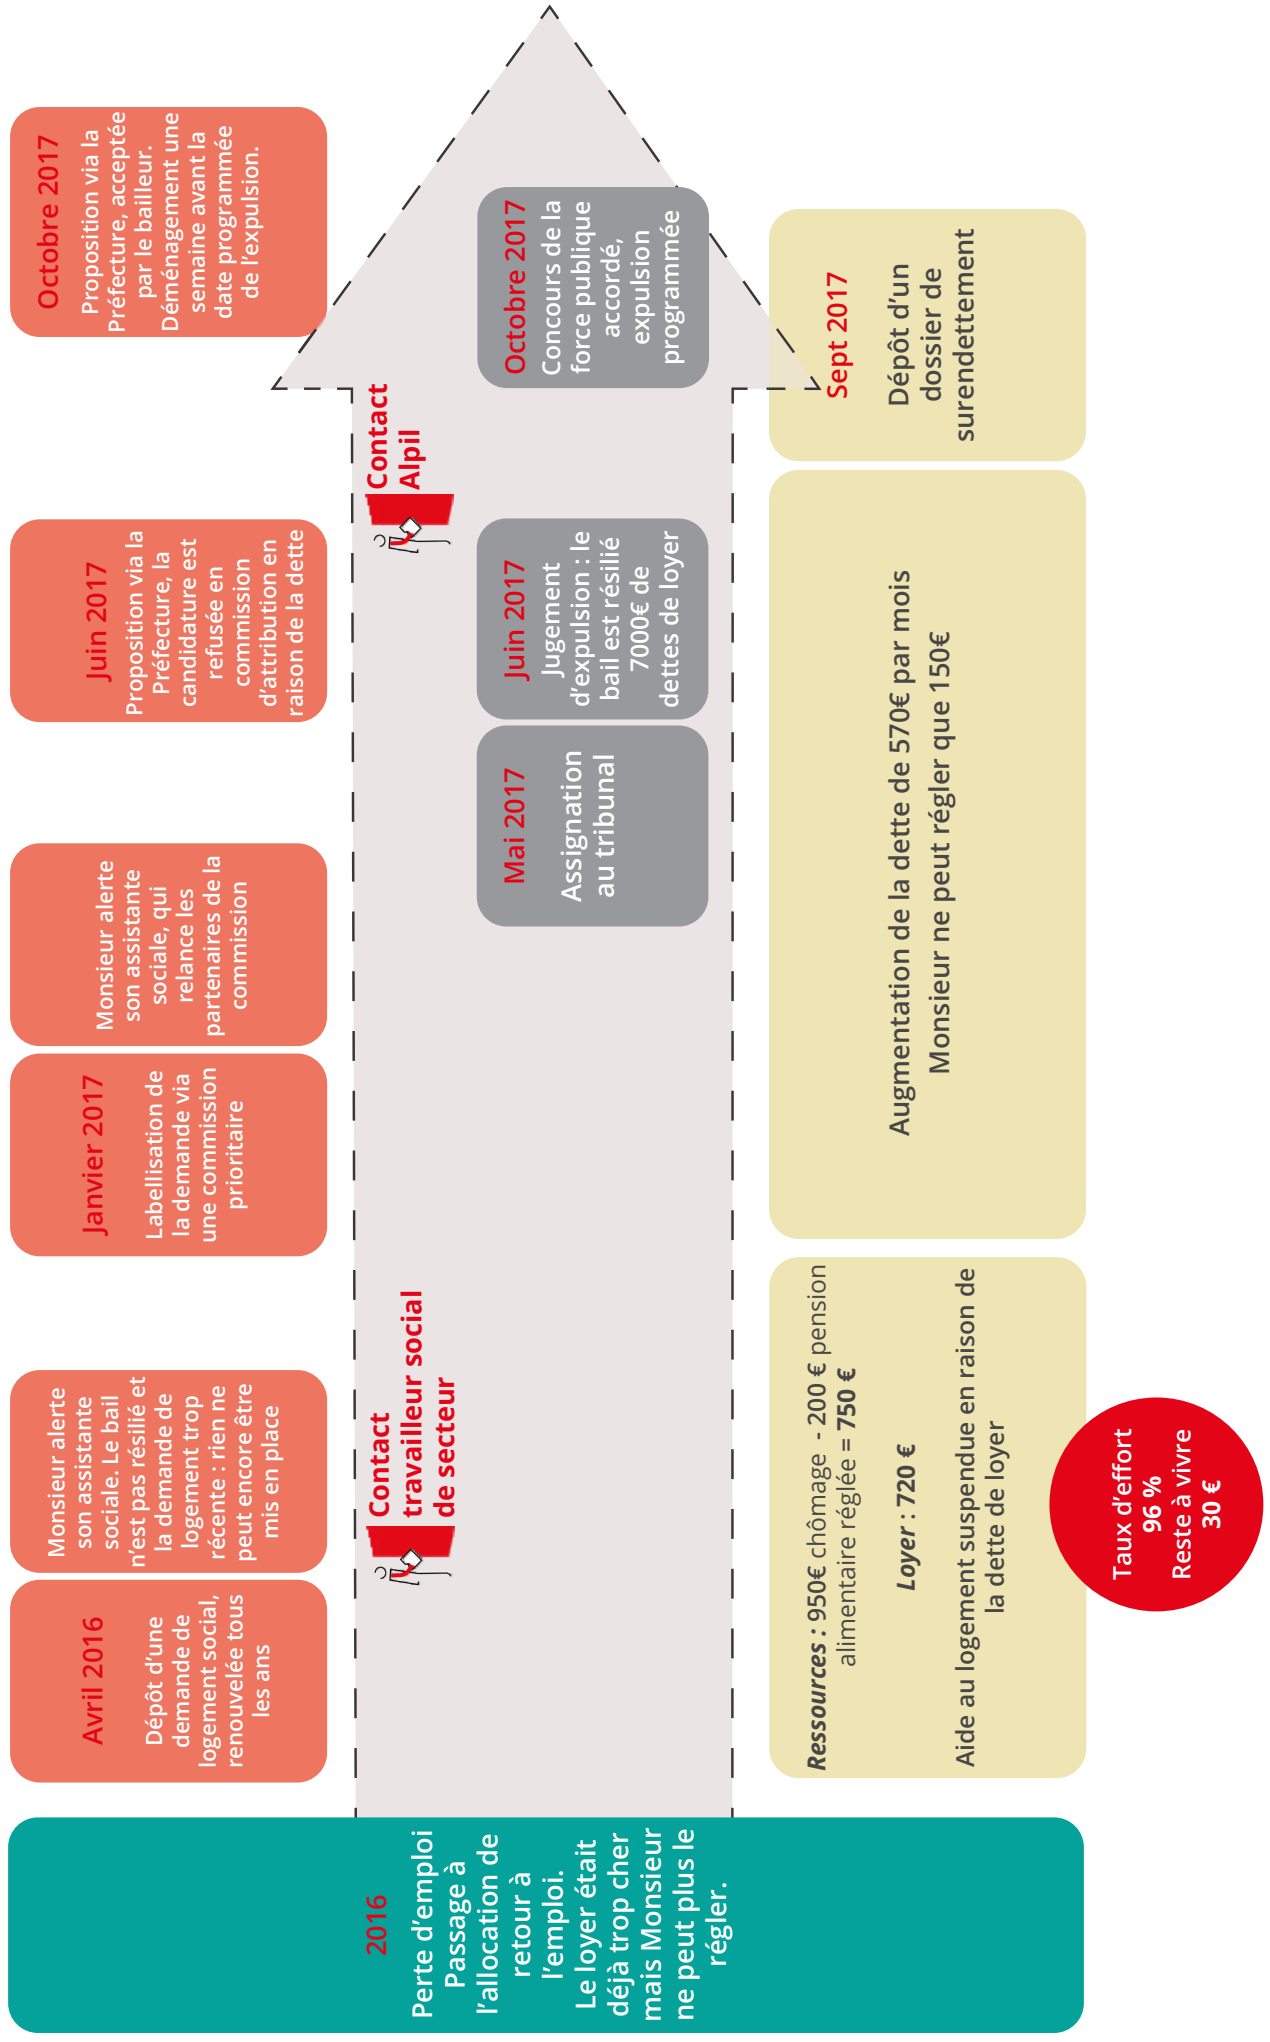 2016
Perte d'emploi
Passage à
l'allocation de
retour à
l'emploi.
Le loyer était
déjà trop cher
mais Monsieur
ne peut plus le
régler.
Avril 2016
Dépôt d'une
demande de
logement social,
renouvelée tous
les ans
Monsieur alerte
son assistante
sociale. Le bail
n'est pas résilié et
la demande de
logement trop
récente : rien ne
peut encore être
mis en place
Janvier 2017
Labellisation de
la demande via
une commission
prioritaire
Monsieur alerte
son assistante
sociale, qui
relance les
partenaires de la
commission
Juin 2017
Proposition via la
Préfecture, la
candidature est
refusée en
commission
d'attribution en
raison de la dette
Octobre 2017
Proposition via la
Préfecture, acceptée
par le bailleur.
Déménagement une
semaine avant la
date programmée
de l'expulsion.
Contact
travailleur social
de secteur
Contact
Alpil
Mai 2017
Assignation
au tribunal
Juin 2017
Jugement
d'expulsion : le
bail est résilié
7000€ de
dettes de loyer
Octobre 2017
Concours de la
force publique
accordé,
expulsion
programmée
Ressources : 950€ chômage - 200 € pension
alimentaire réglée = 750 €
Loyer : 720 €
Aide au logement suspendue en raison de
la dette de loyer
Taux d'effort
96 %
Reste à vivre
30 €
Augmentation de la dette de 570€ par mois
Monsieur ne peut régler que 150€
Sept 2017
Dépôt d'un
dossier de
surendettement